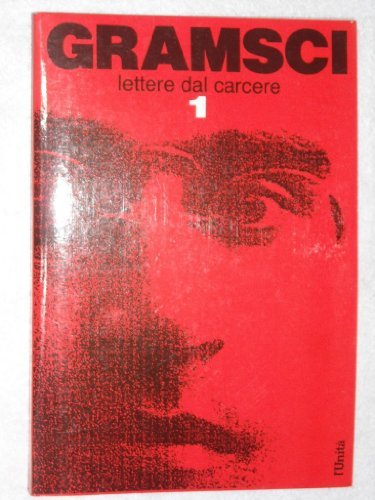 GRAMSCI
lettere dal carcere
1
l'Unità